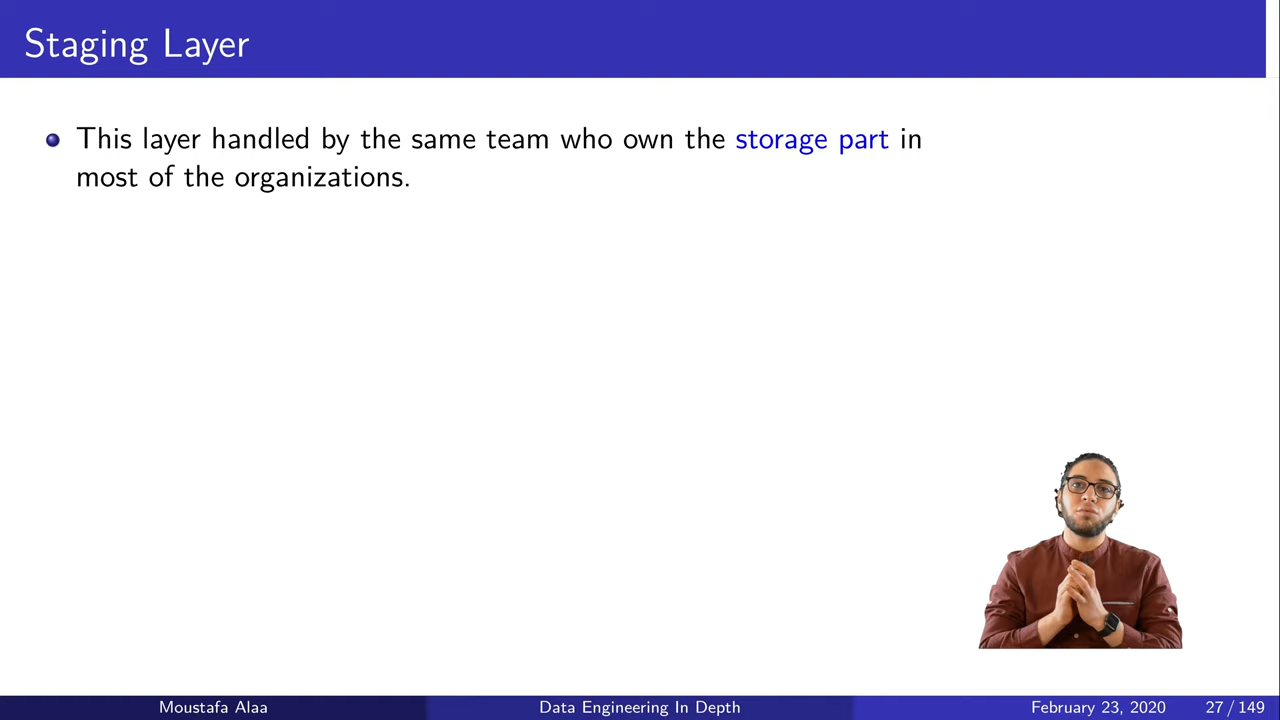 Staging Layer
This layer handled by the same team who own the storage part in
most of the organizations.
Moustafa Alaa
Data Engineering In Depth
February 23, 2020
27 / 149